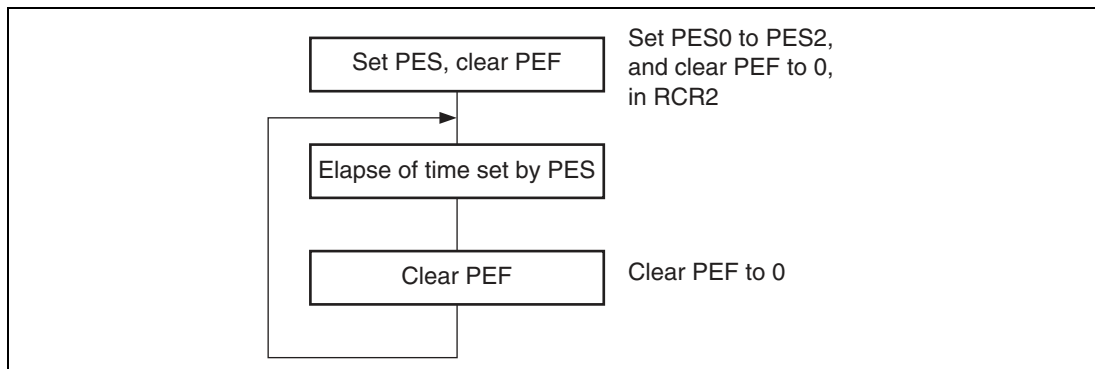 Set PES, clear PEF
Set PES0 to PES2,
and clear PEF to 0,
in RCR2
Elapse of time set by PES
Clear PEF
Clear PEF to 0